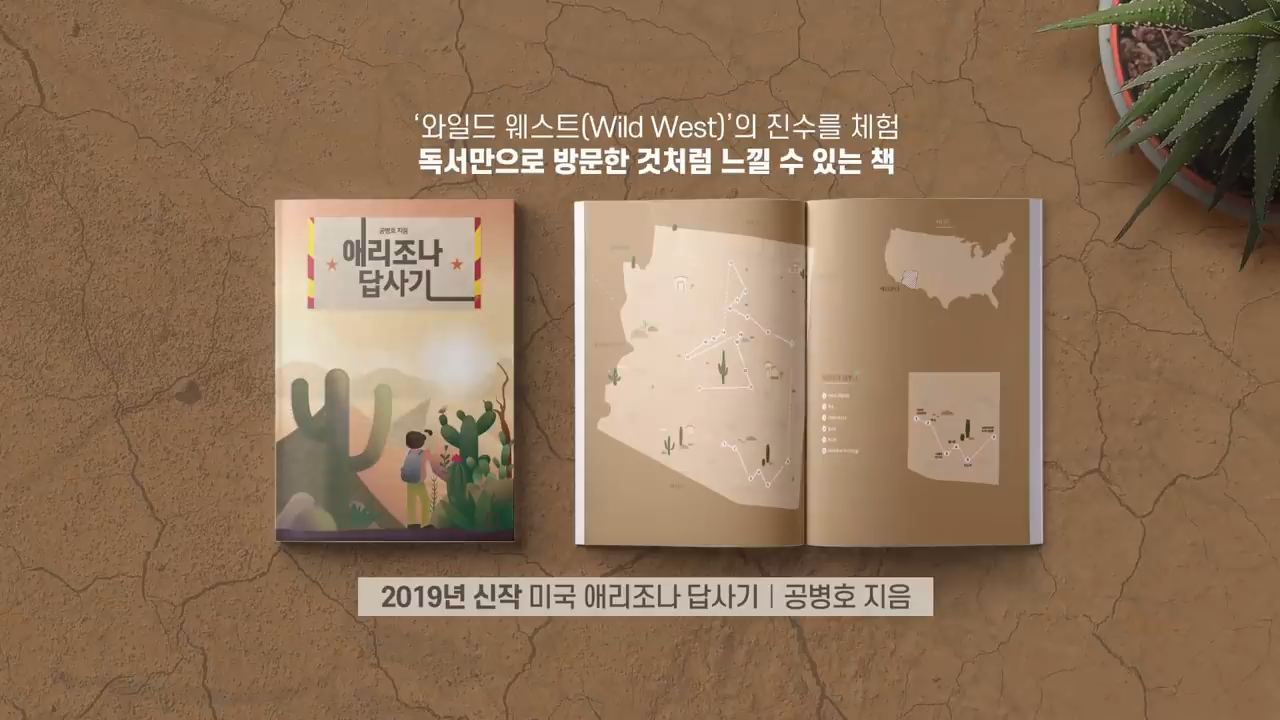 ‘와일드 웨스트(Wild West)’의 진수를 체험
독서만으로 방문한 것처럼 느낄 수 있는 책
공병호 지음
애리조나
답사기
2019년 신작 미국 애리조나 답사기 | 공병호 지음